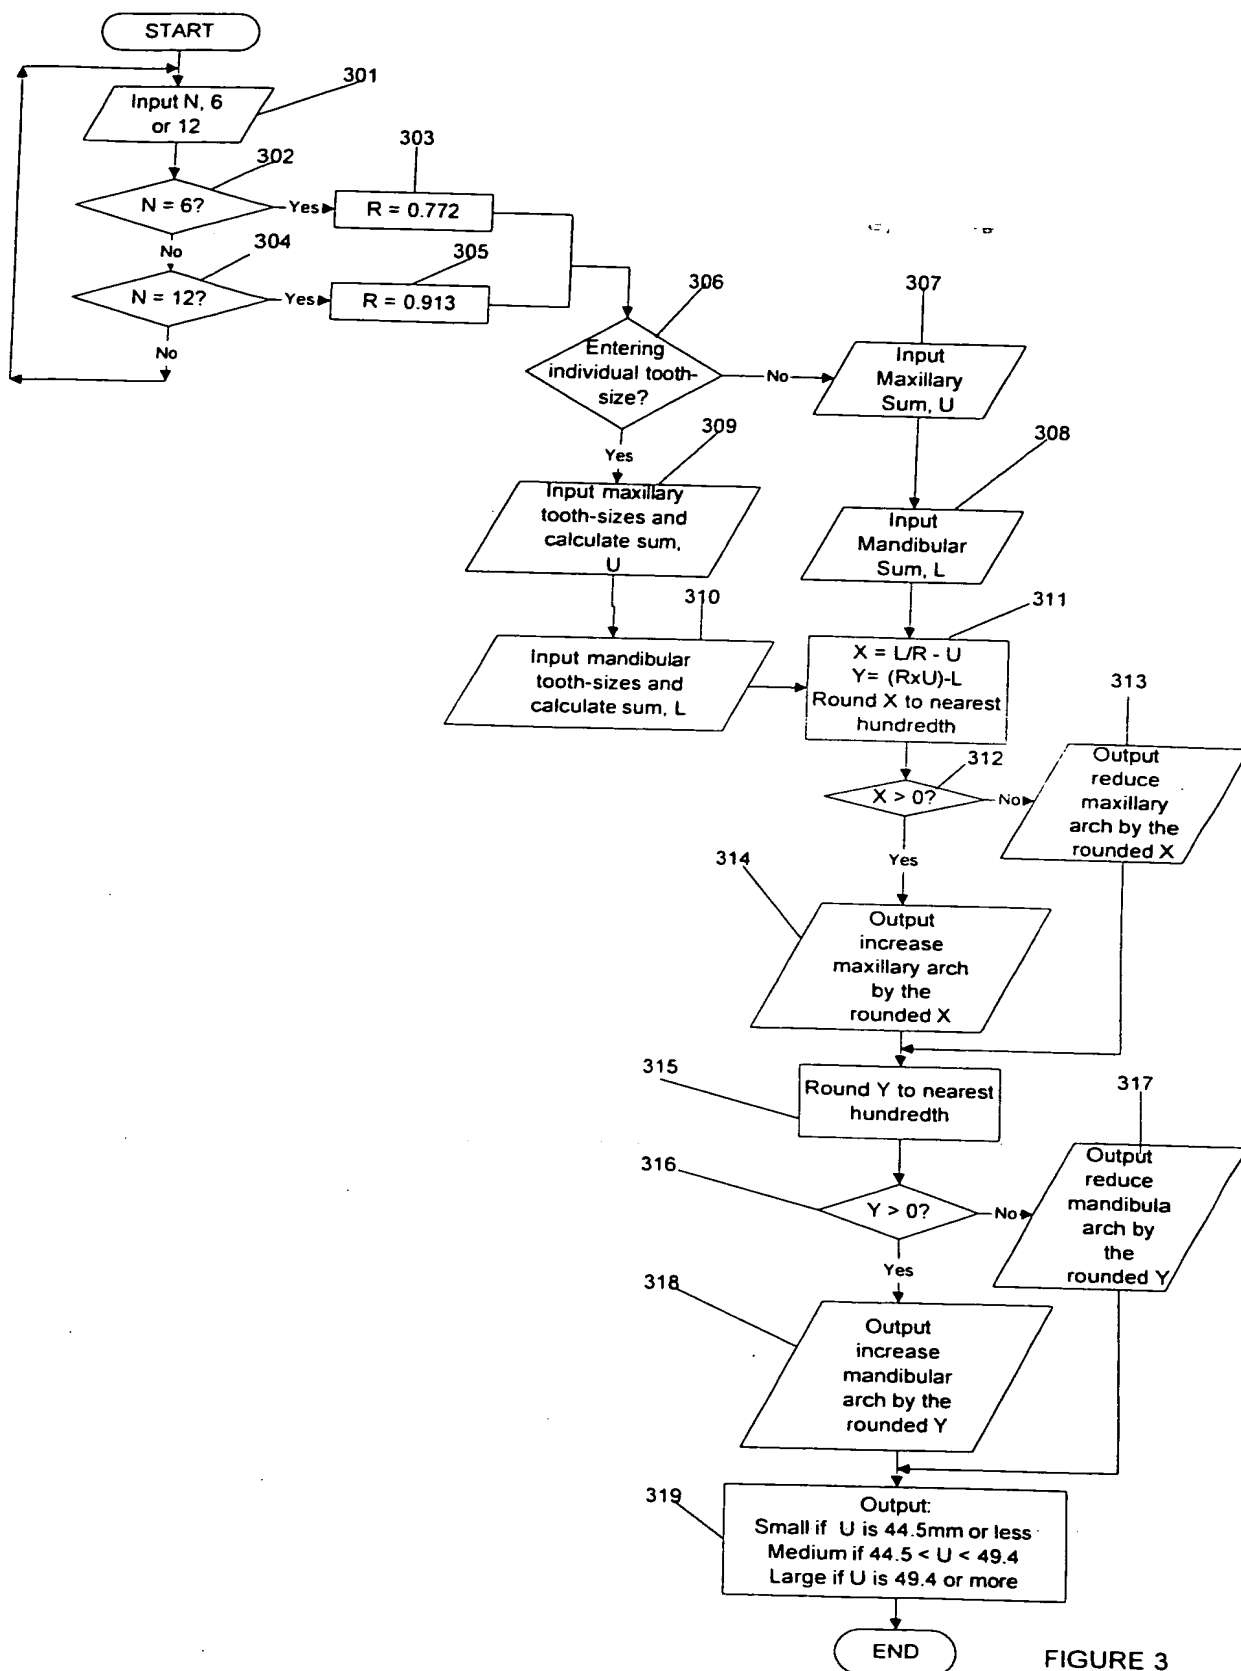 START
301
Input N, 6
or 12
302
303
N = 6?
Yes
R = 0.772
No
304
305
N = 12?
Yes
R = 0.913
No
306
307
Entering
individual tooth-
size?
No
Input
Maxillary
Sum, U
Yes
309
308
Input maxillary
tooth-sizes and
calculate sum,
U
Input
Mandibular
Sum, L
310
311
Input mandibular
tooth-sizes and
calculate sum, L
X = L/R - U
Y= (RxU)-L
Round X to nearest
hundredth
313
312
X > 0?
No
Output
reduce
maxillary
arch by the
rounded X
Yes
314
Output
increase
maxillary arch
by the
rounded X
315
Round Y to nearest
hundredth
317
316
Y > 0?
No
Output
reduce
mandibula
arch by
the
rounded Y
Yes
318
Output
increase
mandibular
arch by the
rounded Y
319
Output:
Small if U is 44.5mm or less
Medium if 44.5 < U < 49.4
Large if U is 49.4 or more
END
FIGURE 3